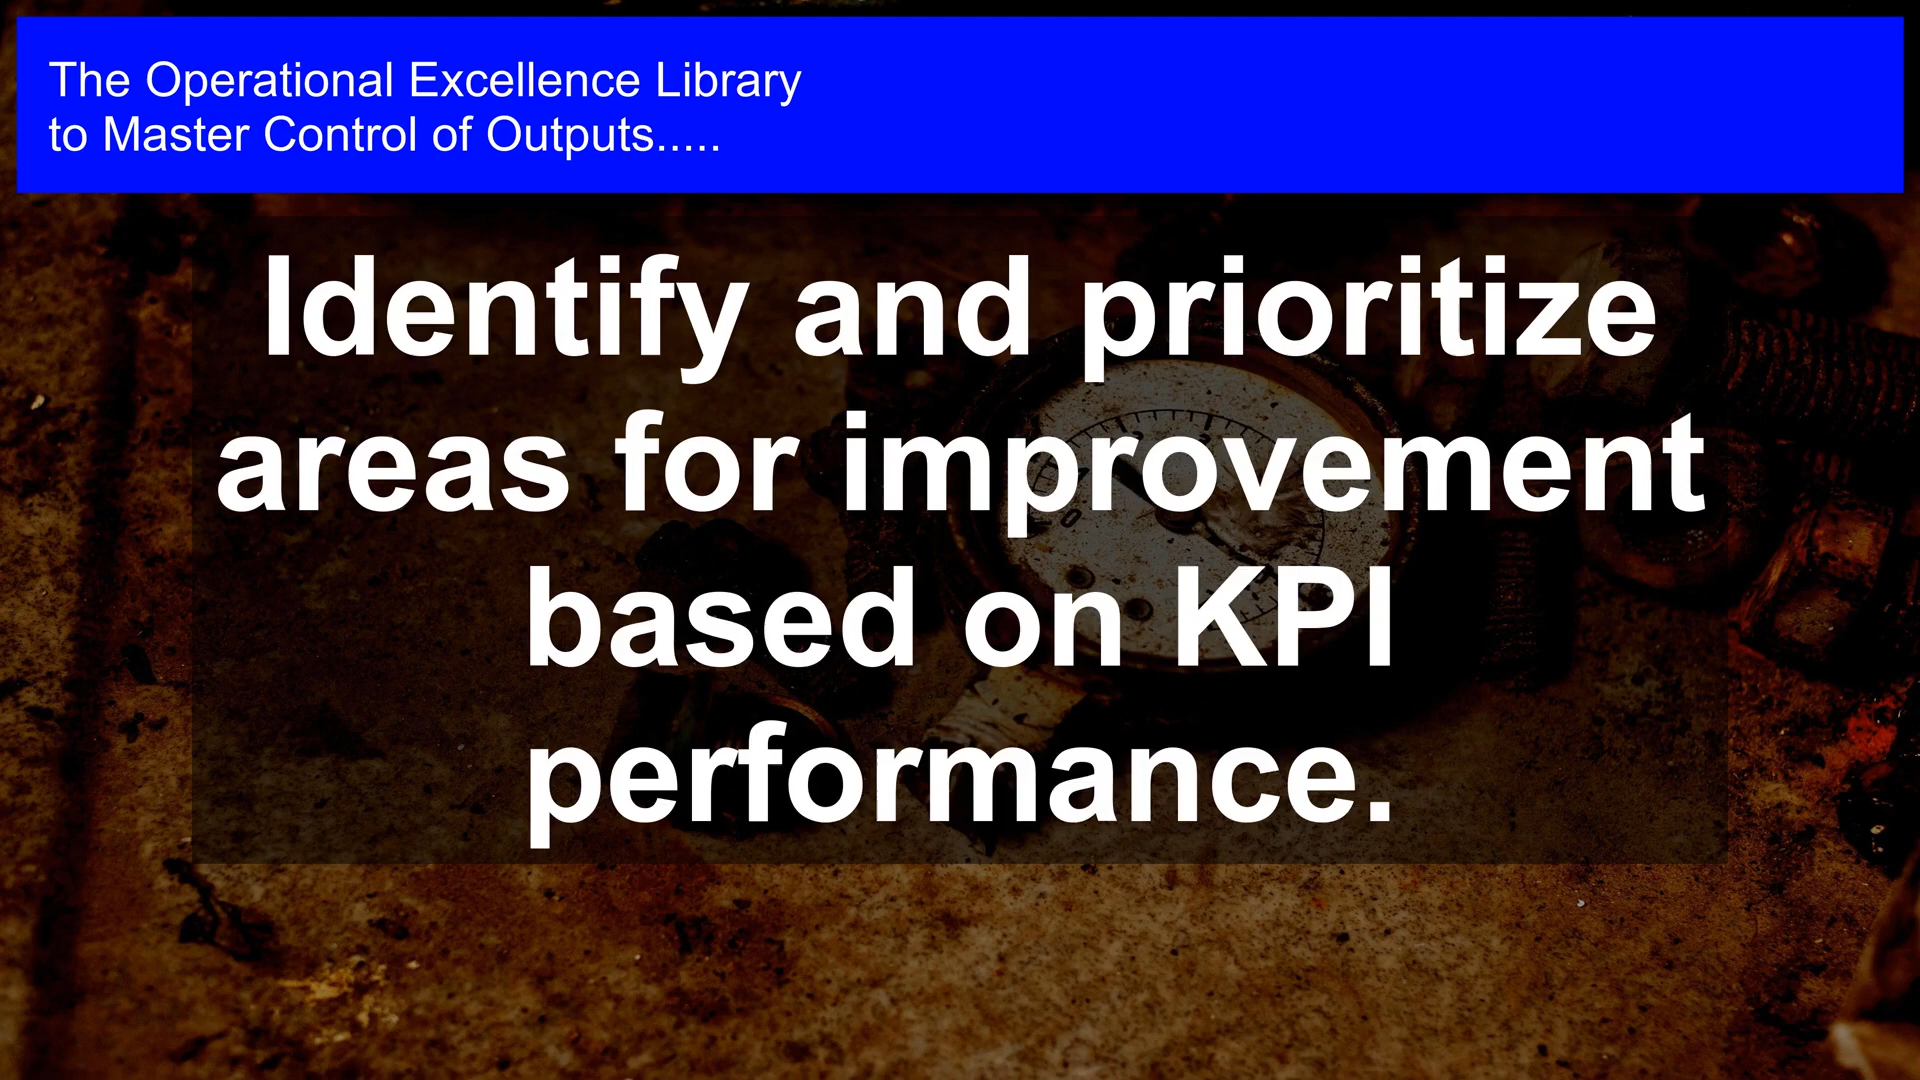 The Operational Excellence Library
to Master Control of Outputs.....
Identify and prioritize
areas for improvement
based on KPI
performance.